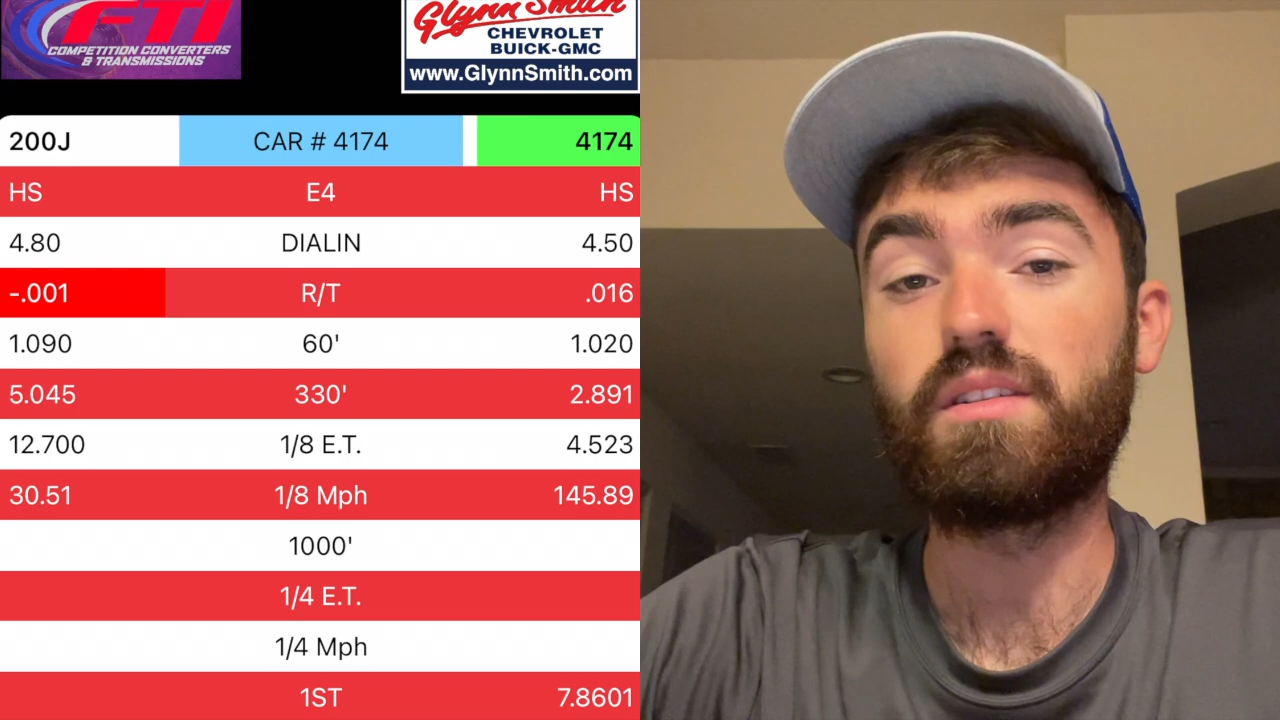 FTI
COMPETITION CONVERTERS
& TRANSMISSIONS
Glynn Smith
CHEVROLET
BUICK-GMC
www.GlynnSmith.com
200J CAR # 4174 4174
HS E4 HS
4.80 DIALIN 4.50
-.001 R/T .016
1.090 60' 1.020
5.045 330' 2.891
12.700 1/8 E.T. 4.523
30.51 1/8 Mph 145.89
1000'
1/4 E.T.
1/4 Mph
1ST 7.8601